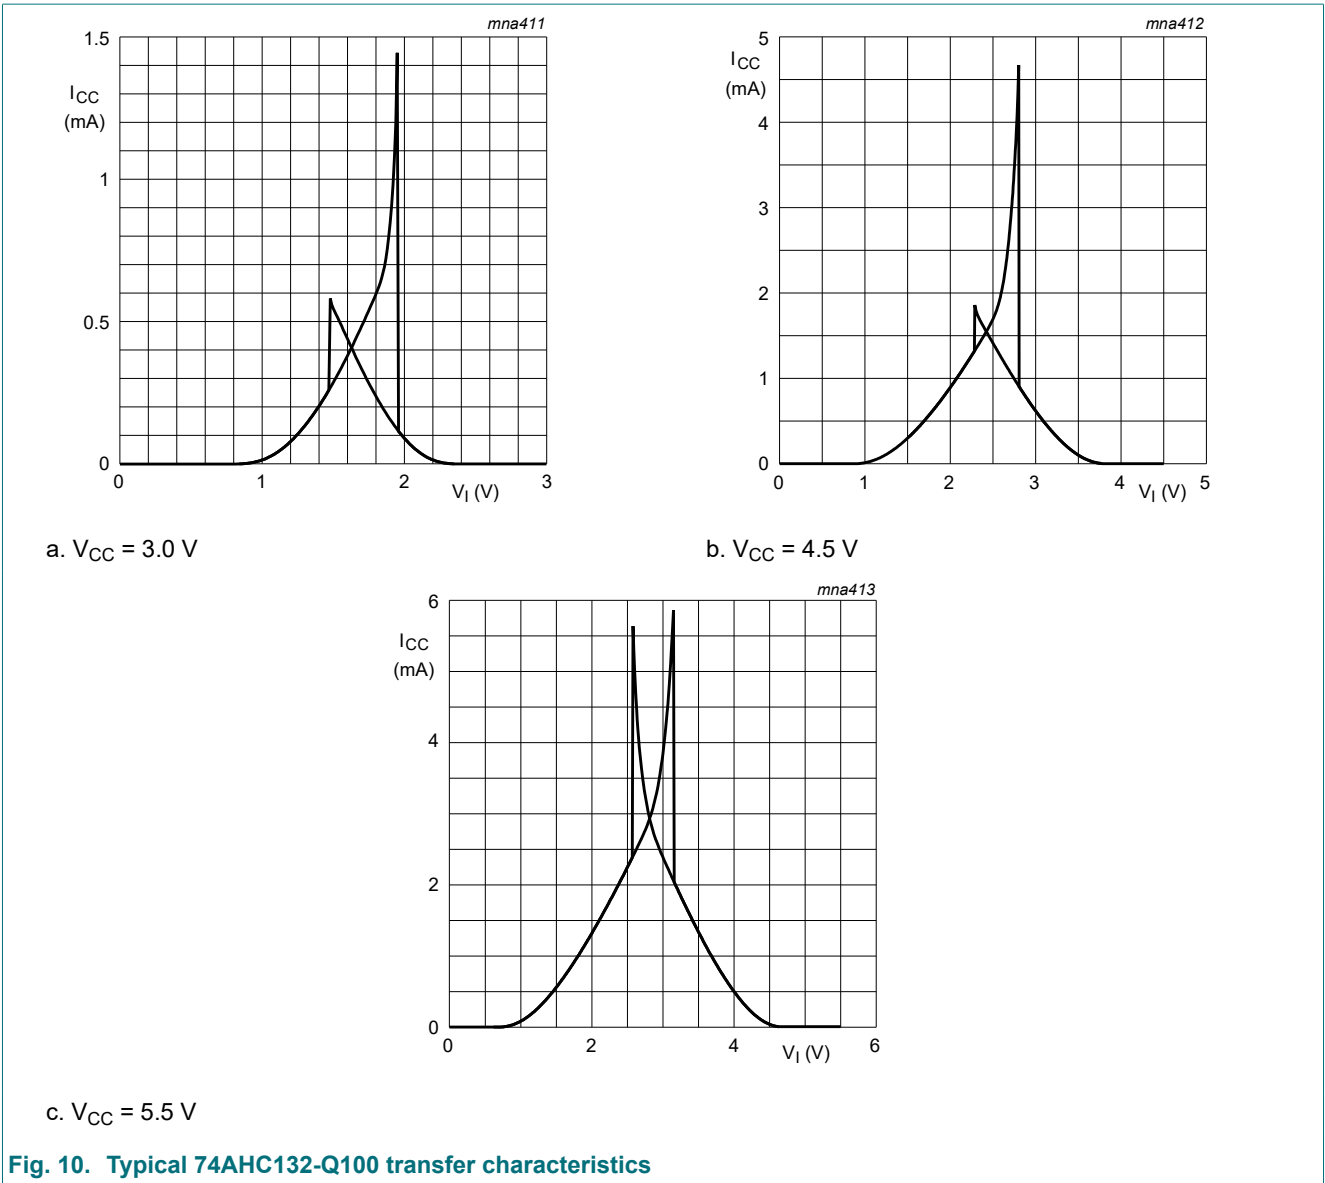 mna411
1.5
ICC
(mA)
1
0.5
0
0 1 2 3
VI (V)
a. VCC = 3.0 V
mna412
5
ICC
(mA)
4
3
2
1
0
0 1 2 3 4 5
VI (V)
b. VCC = 4.5 V
mna413
6
ICC
(mA)
4
2
0
0 2 4 6
VI (V)
c. VCC = 5.5 V
Fig. 10. Typical 74AHC132-Q100 transfer characteristics